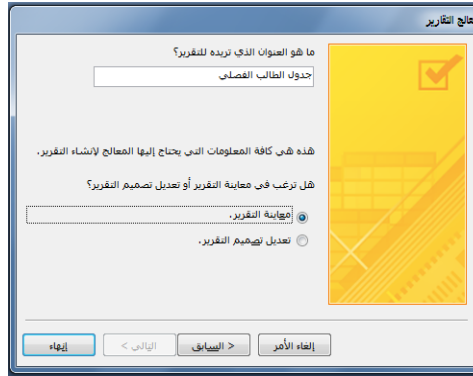 معالج التقارير
ما هو العنوان الذي تريده للتقرير؟
جدول الطالب الفصلي
هذه هي كافة المعلومات التي يحتاج إليها المعالج لإنشاء التقرير.
هل ترغب في معاينة التقرير أو تعديل تصميم التقرير؟
معاينة التقرير.
تعديل تصميم التقرير.
إلغاء الأمر
< السابق
التالي >
إنهاء